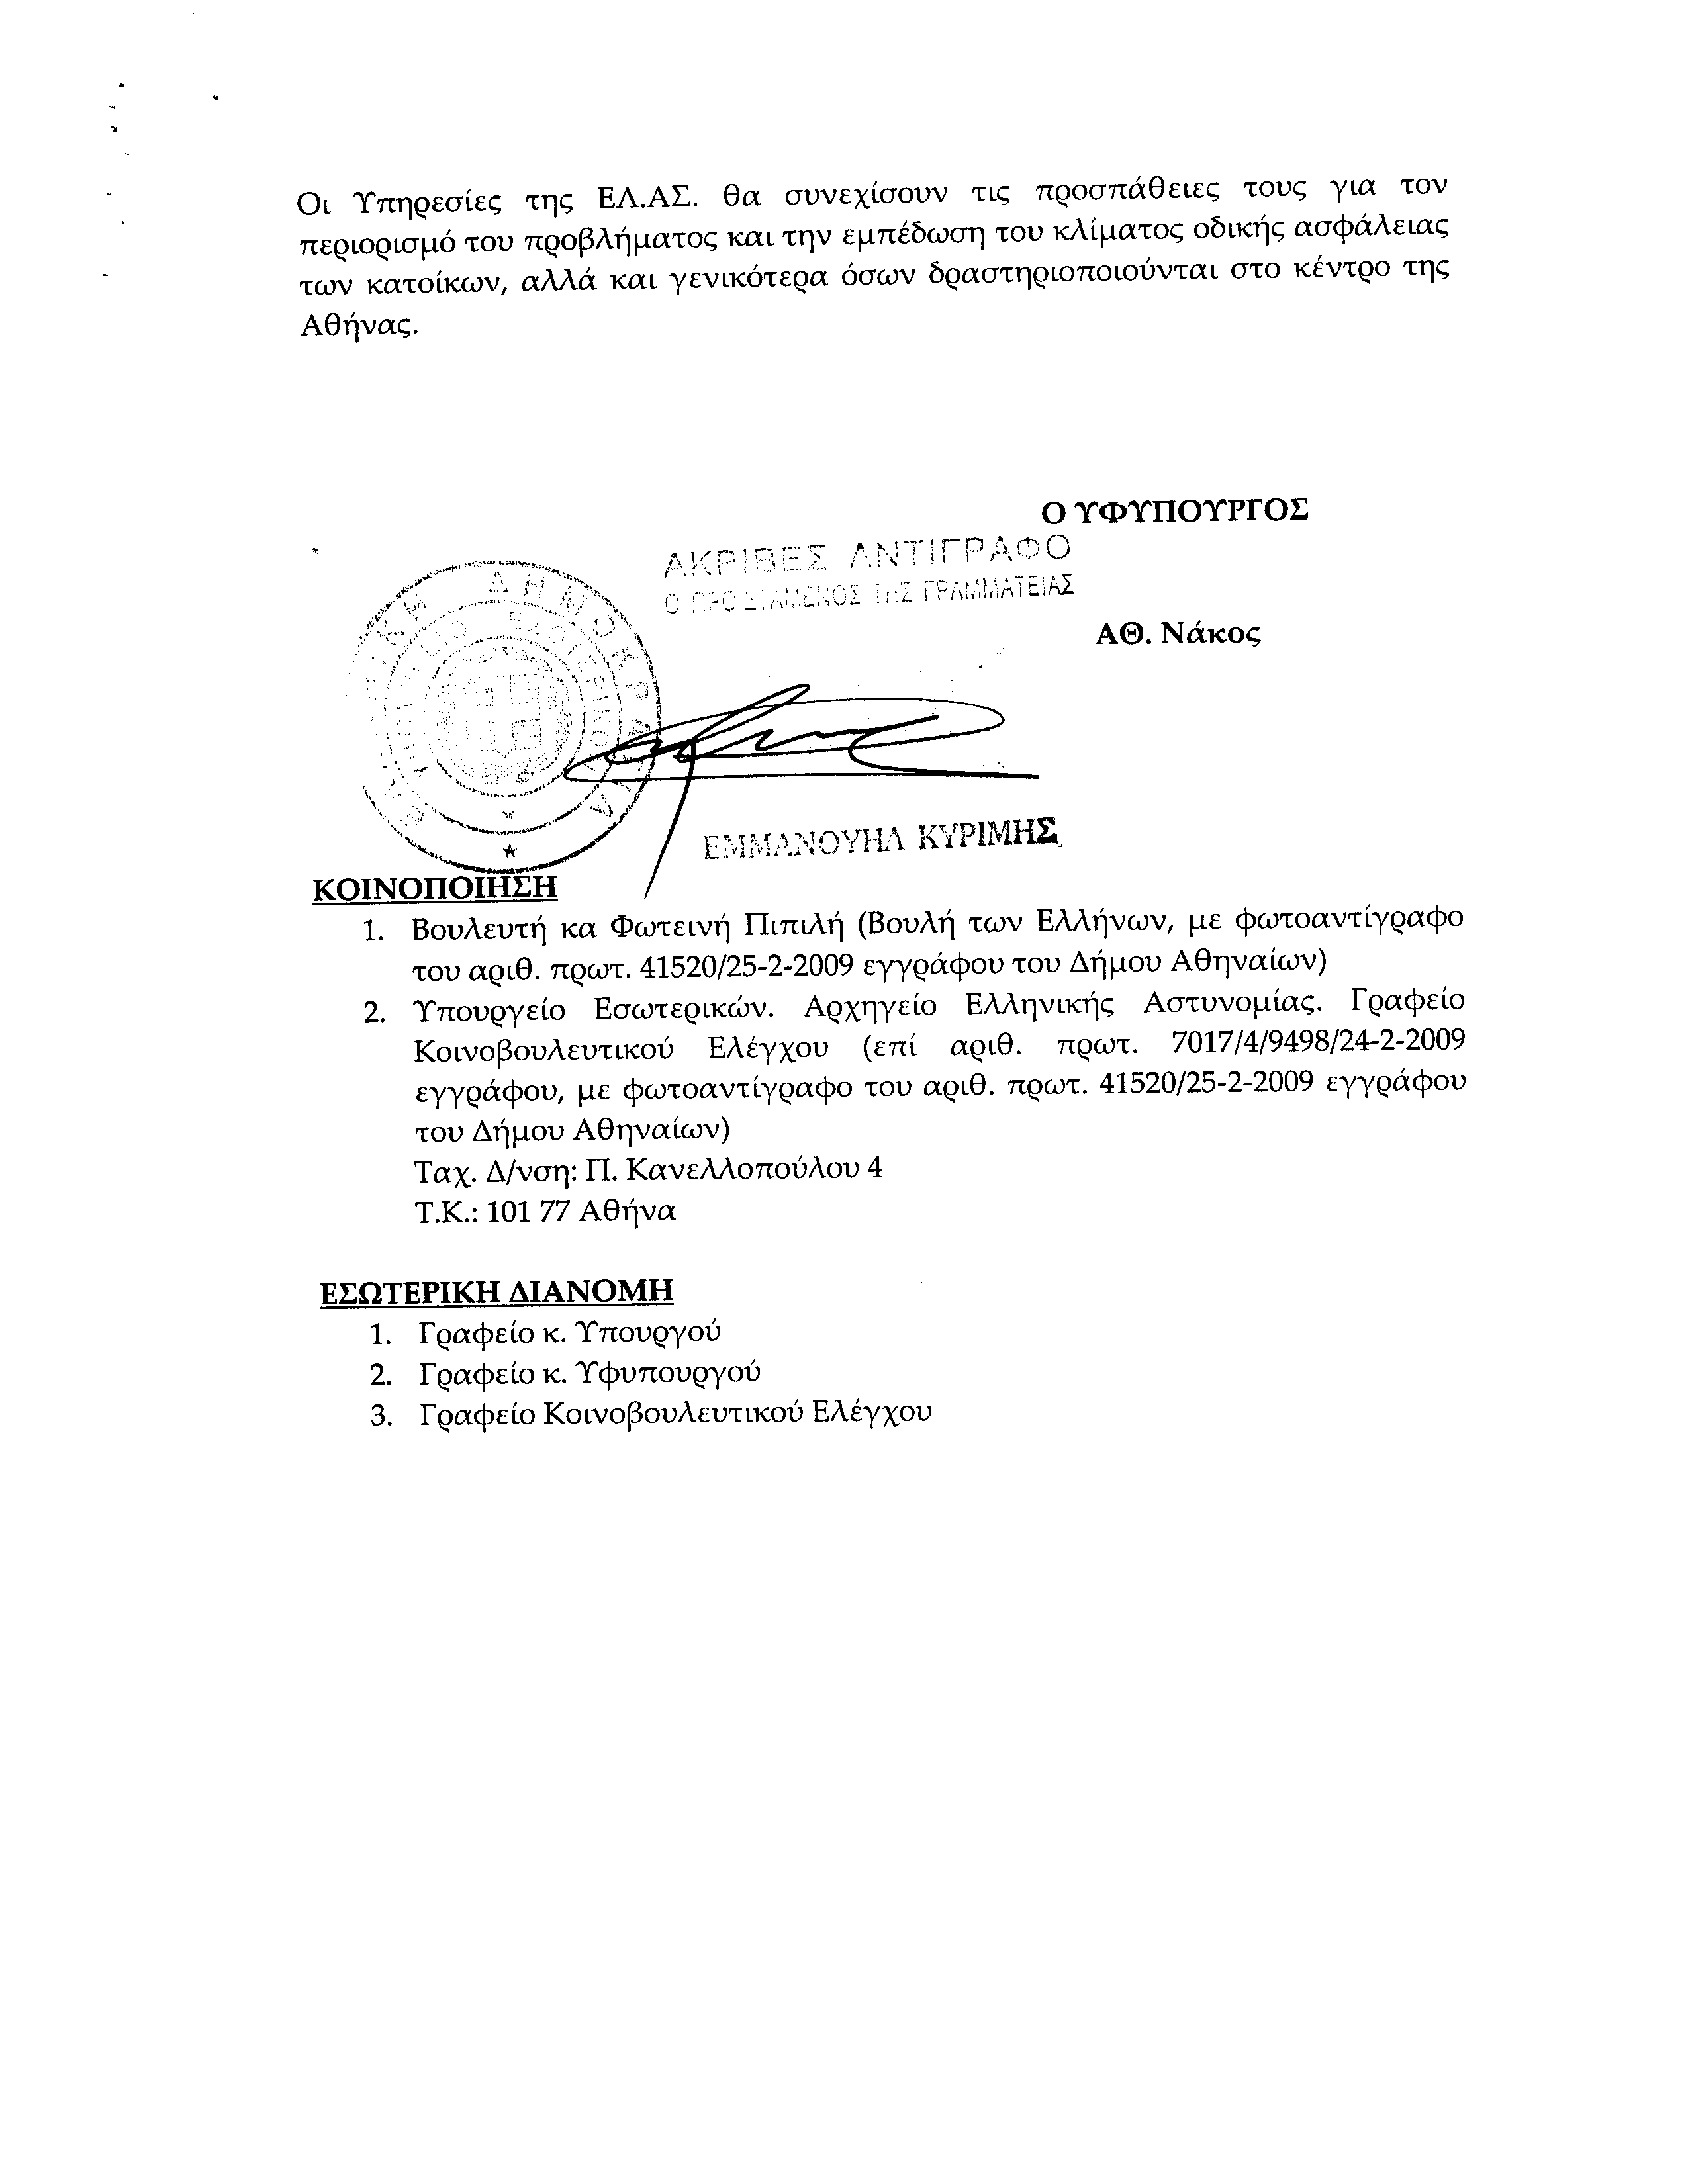 Οι Υπηρεσίες της ΕΛ.ΑΣ. θα συνεχίσουν τις προσπάθειες τους για τον
περιορισμό του προβλήματος και την εμπέδωση του κλίματος οδικής ασφάλειας
των κατοίκων, αλλά και γενικότερα όσων δραστηριοποιούνται στο κέντρο της
Αθήνας.
Ο ΥΦΥΠΟΥΡΓΟΣ
ΑΚΡΙΒΕΣ ΑΝΤΙΓΡΑΦΟ
Ο ΠΡΟΙΣΤΑΜΕΝΟΣ ΤΗΣ ΓΡΑΜΜΑΤΕΙΑΣ
ΑΘ. Νάκος
ΔΗΜΟΚΡΑΤΙΑ
ΕΣΩΤΕΡΙΚΩΝ
ΕΜΜΑΝΟΥΗΛ ΚΥΡΙΜΗΣ
ΚΟΙΝΟΠΟΙΗΣΗ
1. Βουλευτή κα Φωτεινή Πιπιλή (Βουλή των Ελλήνων, με φωτοαντίγραφο
του αριθ. πρωτ. 41520/25-2-2009 εγγράφου του Δήμου Αθηναίων)
2. Υπουργείο Εσωτερικών. Αρχηγείο Ελληνικής Αστυνομίας. Γραφείο
Κοινοβουλευτικού Ελέγχου (επί αριθ. πρωτ. 7017/4/9498/24-2-2009
εγγράφου, με φωτοαντίγραφο του αριθ. πρωτ. 41520/25-2-2009 εγγράφου
του Δήμου Αθηναίων)
Ταχ. Δ/νση: Π. Κανελλοπούλου 4
Τ.Κ.: 101 77 Αθήνα
ΕΣΩΤΕΡΙΚΗ ΔΙΑΝΟΜΗ
1. Γραφείο κ. Υπουργού
2. Γραφείο κ. Υφυπουργού
3. Γραφείο Κοινοβουλευτικού Ελέγχου